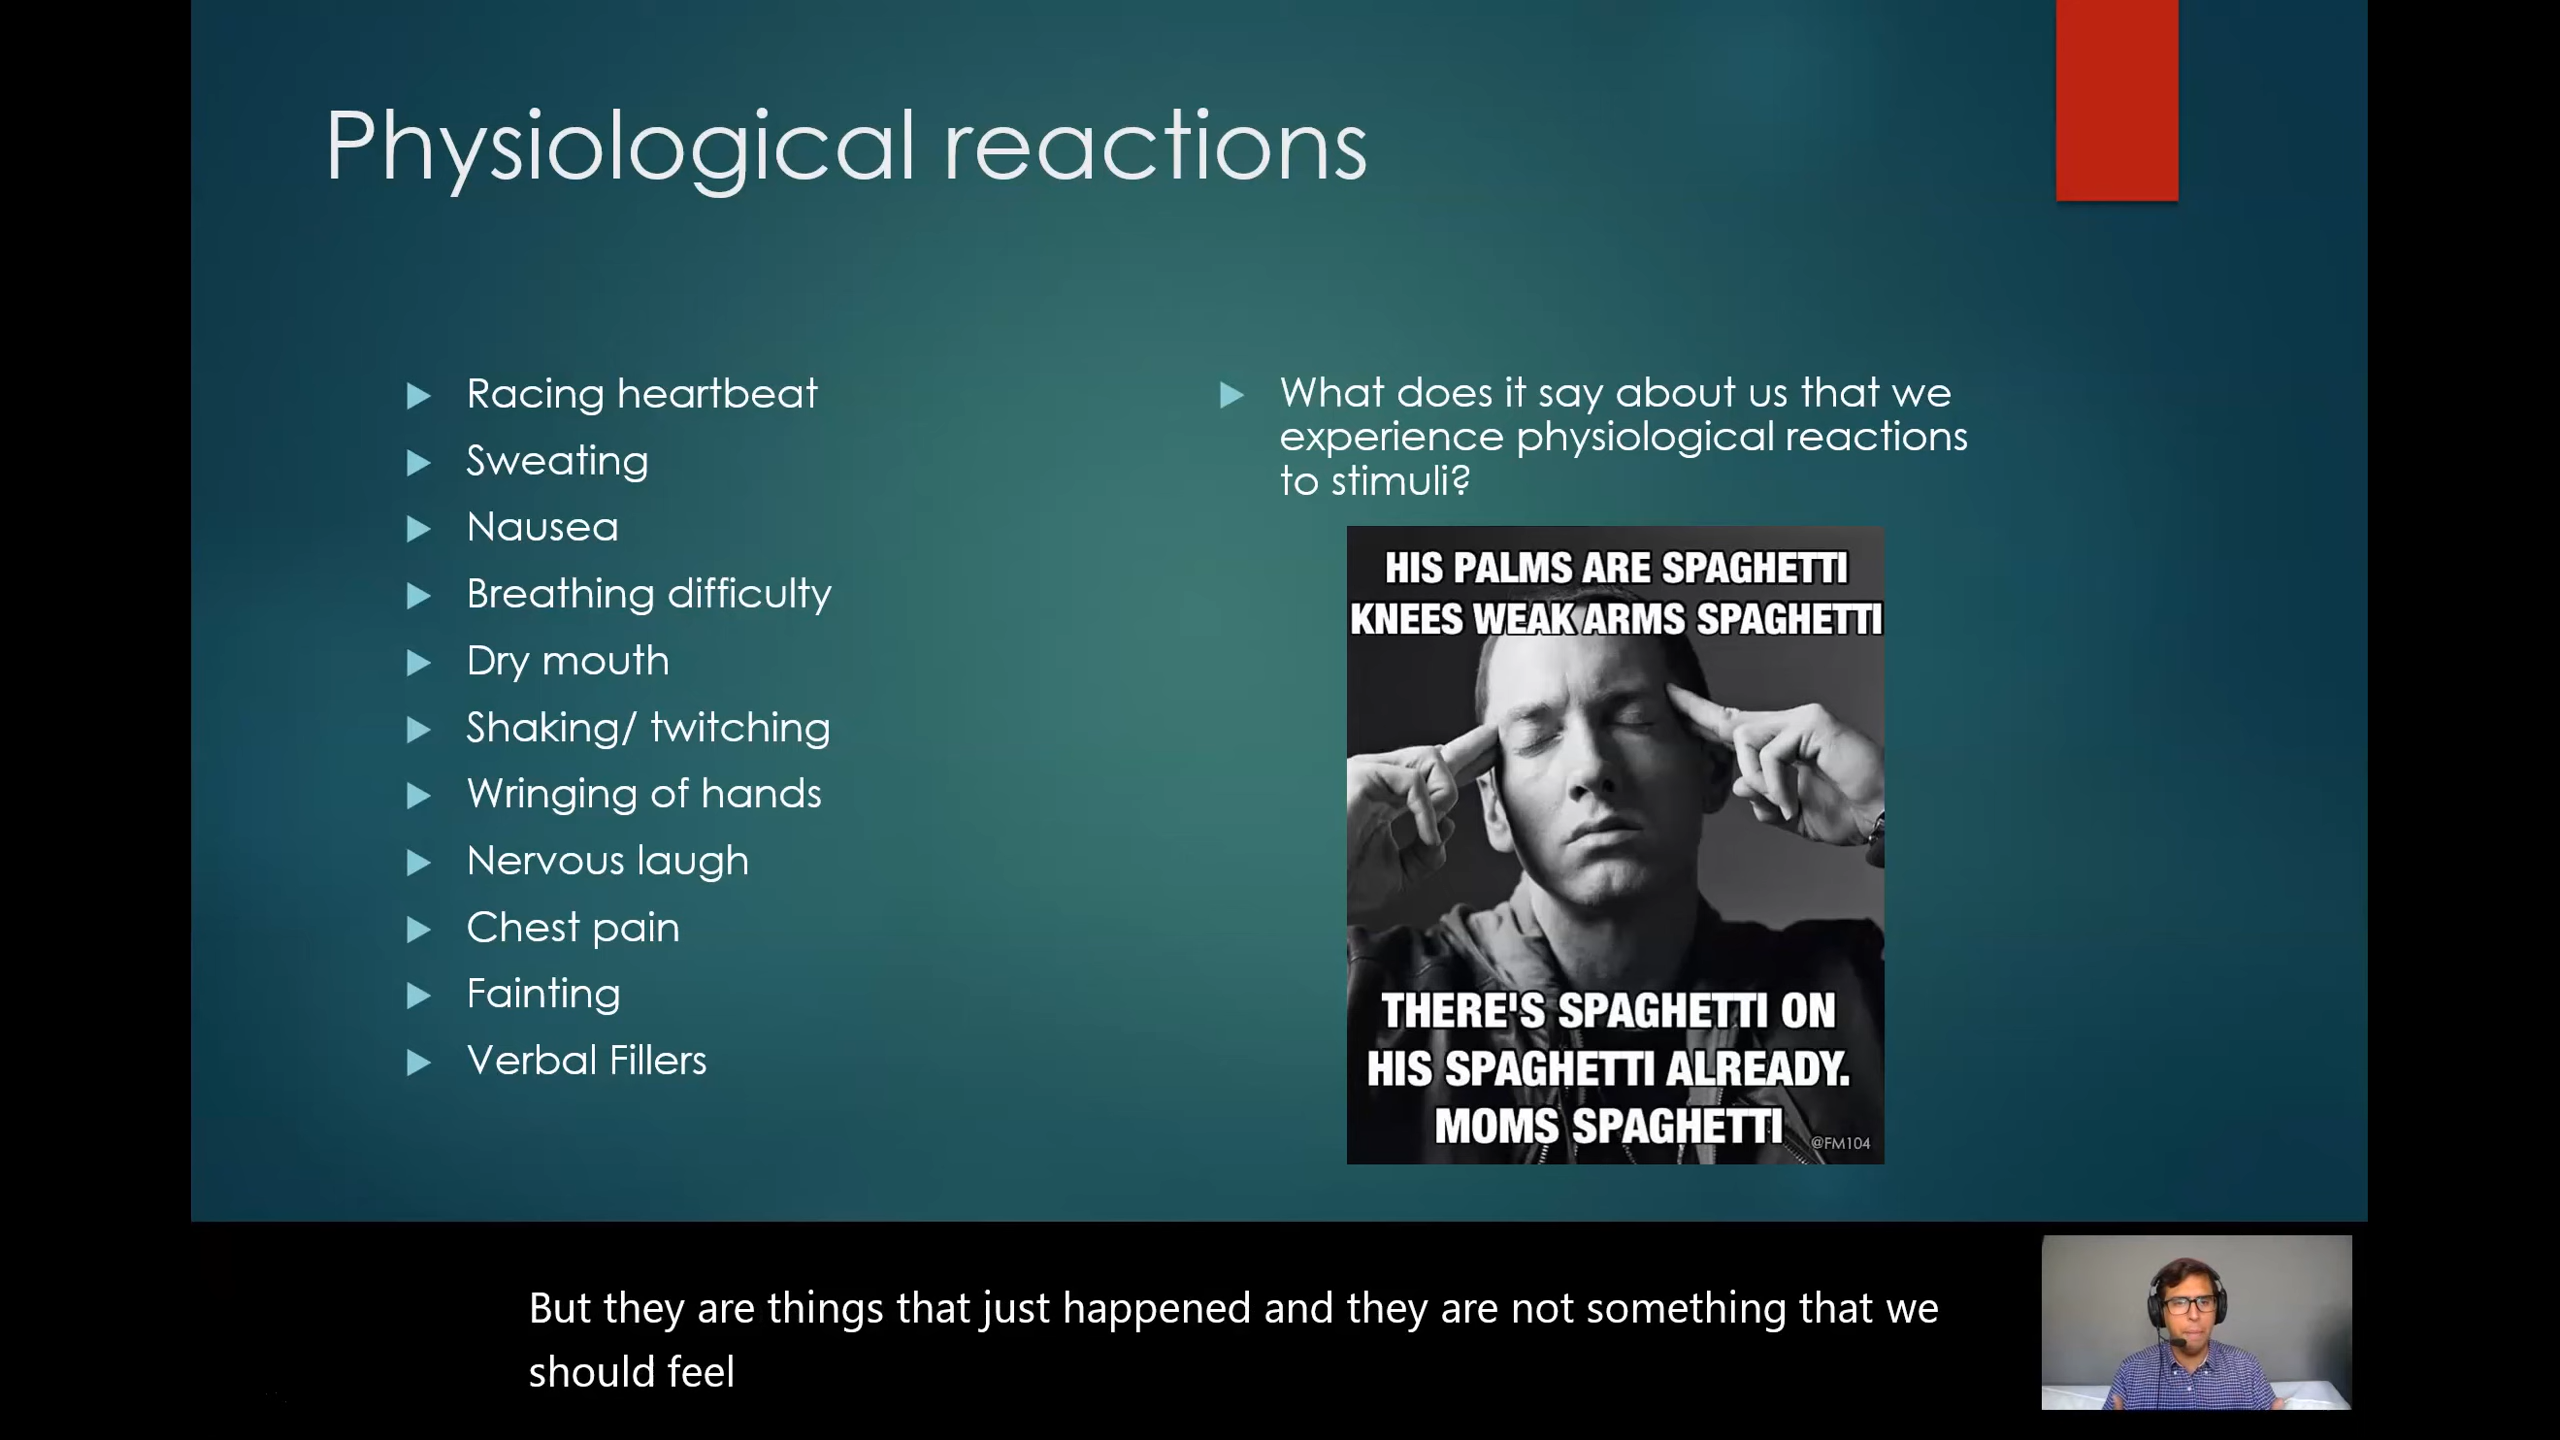 Physiological reactions
Racing heartbeat
Sweating
Nausea
Breathing difficulty
Dry mouth
Shaking/ twitching
Wringing of hands
Nervous laugh
Chest pain
Fainting
Verbal Fillers
What does it say about us that we
experience physiological reactions
to stimuli?
HIS PALMS ARE SPAGHETTI
KNEES WEAK ARMS SPAGHETTI
THERE'S SPAGHETTI ON
HIS SPAGHETTI ALREADY.
MOMS SPAGHETTI
@FM104
But they are things that just happened and they are not something that we
should feel